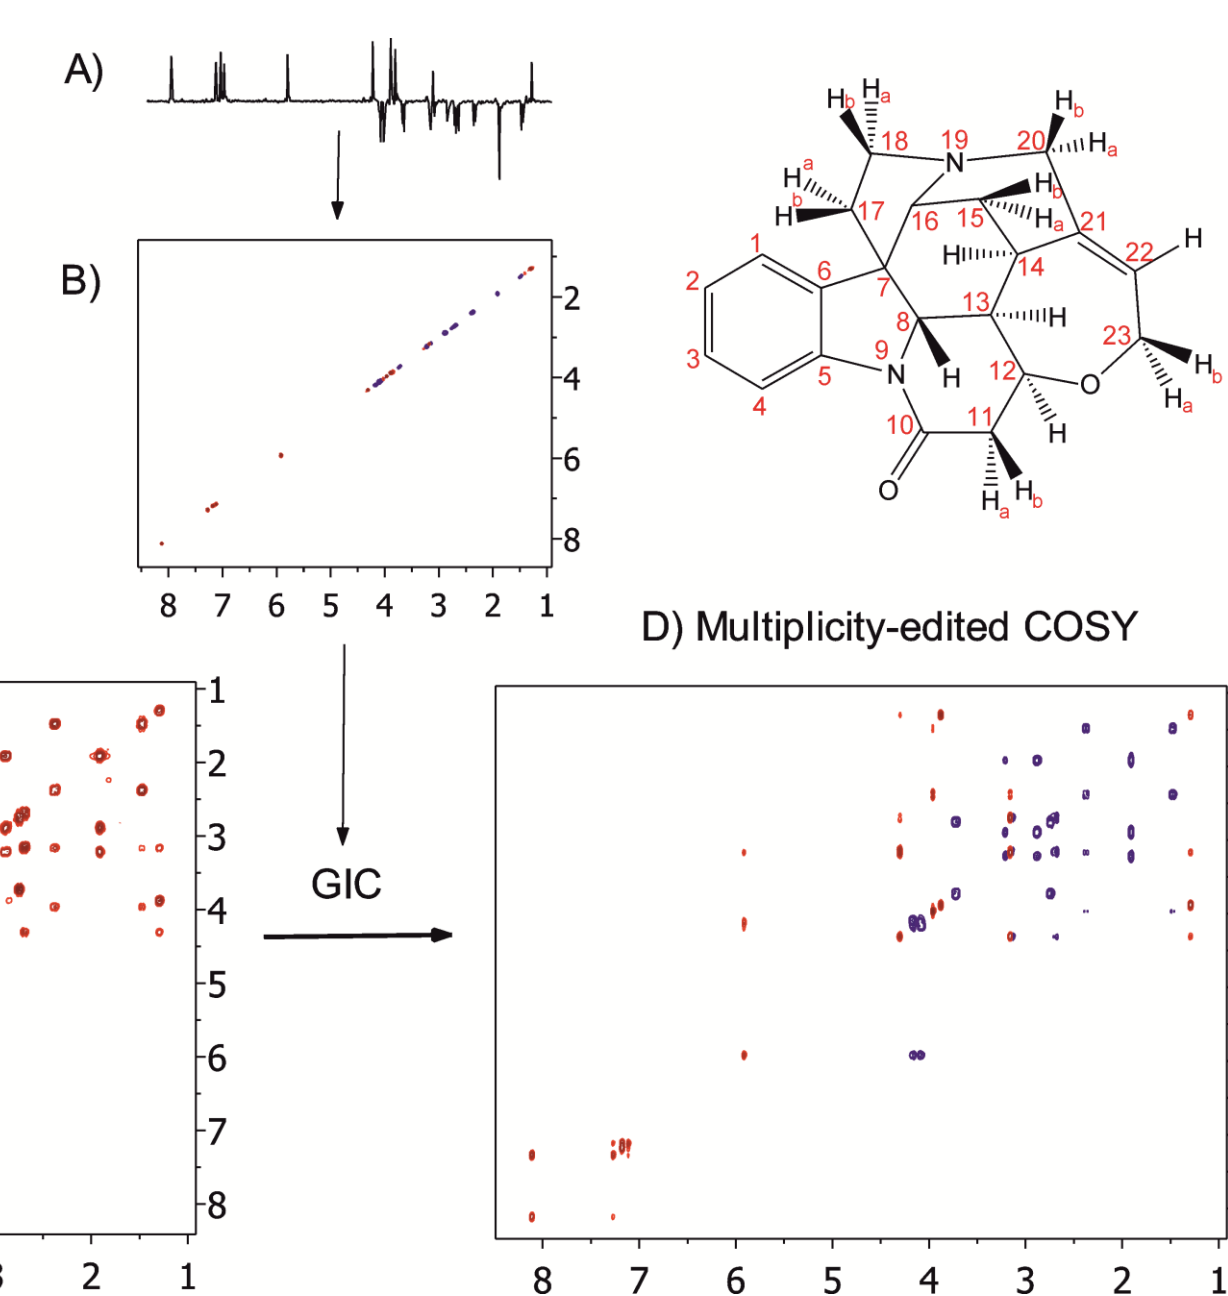 A)
B)
2
4
6
8
8 7 6 5 4 3 2 1
Hb Ha
18 19 20 Hb
N Ha
Ha
Hb 17 16 15 Hb
Ha 21
1 H 14 22 H
2 6 7 13
3 8 H 23
9 12
N H O Hb
5 Ha
4 10 11 H
O Ha Hb
D) Multiplicity-edited COSY
1
2
3
4
5
6
7
8
3 2 1
GIC
8 7 6 5 4 3 2 1